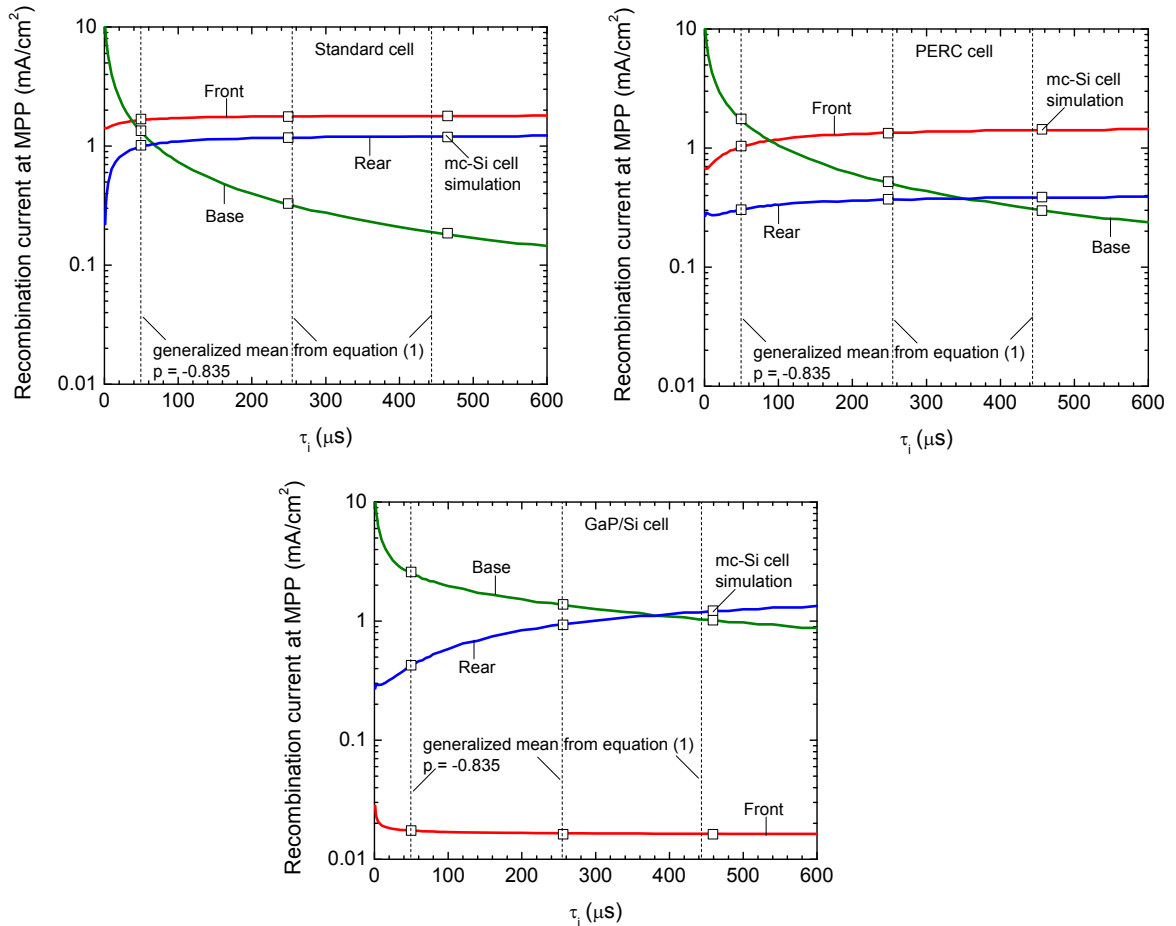 Recombination current at MPP (mA/cm²)
10
1
0.1
0.01
Standard cell
Front
Rear
mc-Si cell
simulation
Base
generalized mean from equation (1)
p = -0.835
0 100 200 300 400 500 600
τi (μs)
Recombination current at MPP (mA/cm²)
10
1
0.1
0.01
PERC cell
mc-Si cell
simulation
Front
Rear
Base
generalized mean from equation (1)
p = -0.835
0 100 200 300 400 500 600
τi (μs)
Recombination current at MPP (mA/cm²)
10
1
0.1
0.01
GaP/Si cell
mc-Si cell
simulation
Base
Rear
generalized mean from equation (1)
p = -0.835
Front
0 100 200 300 400 500 600
τi (μs)